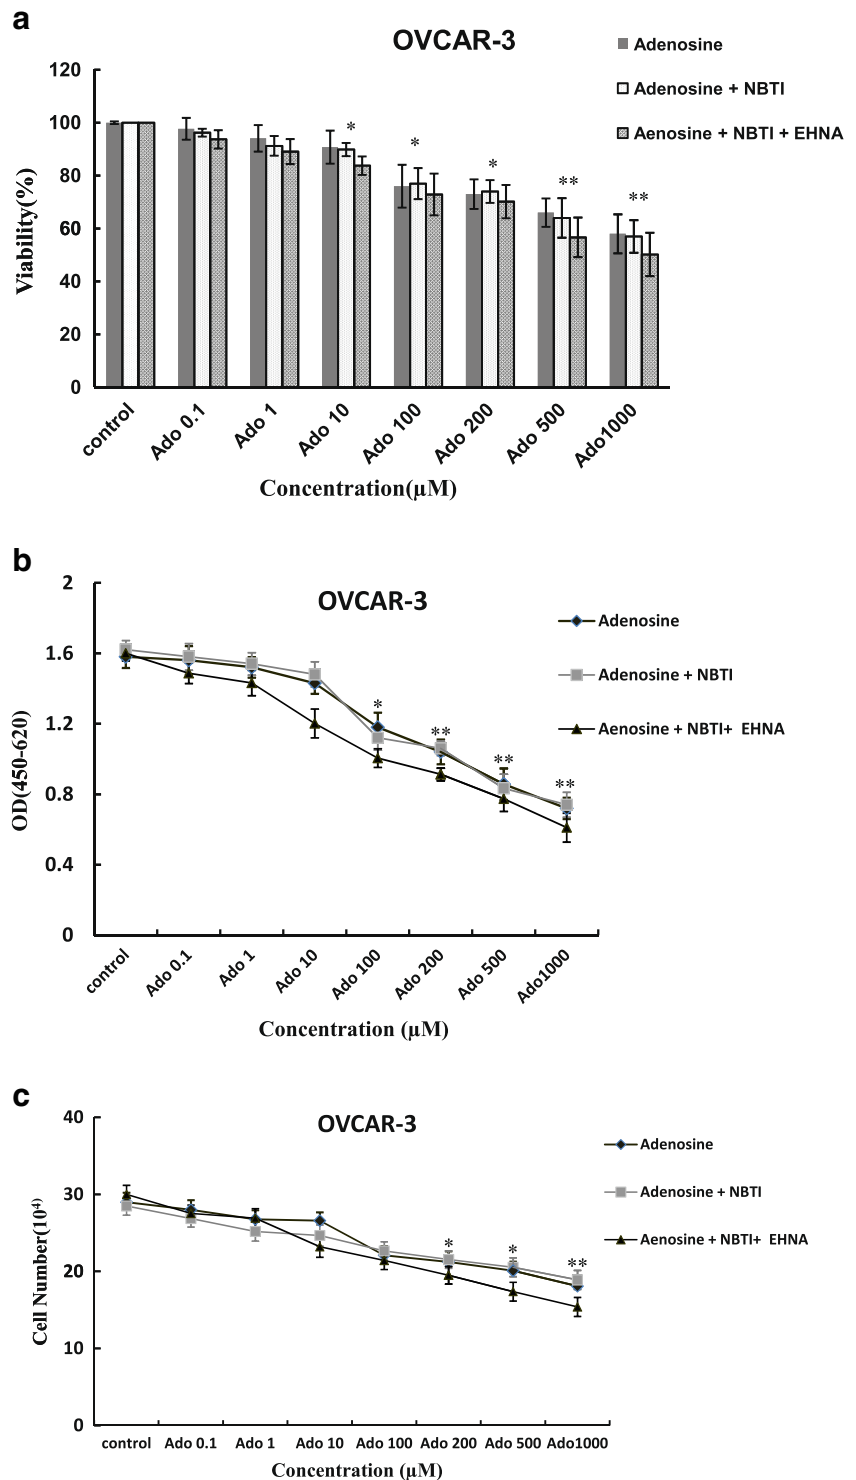 a
OVCAR-3
Adenosine
Adenosine + NBTI
Aenosine + NBTI + EHNA
120
100
80
60
40
20
0
Viability(%)
*
*
*
**
**
control
Ado 0.1
Ado 1
Ado 10
Ado 100
Ado 200
Ado 500
Ado1000
Concentration(µM)
b
OVCAR-3
Adenosine
Adenosine + NBTI
Aenosine + NBTI+ EHNA
2
1.6
1.2
0.8
0.4
0
OD(450-620)
*
**
**
**
control
Ado 0.1
Ado 1
Ado 10
Ado 100
Ado 200
Ado 500
Ado1000
Concentration (µM)
c
OVCAR-3
Adenosine
Adenosine + NBTI
Aenosine + NBTI+ EHNA
40
30
20
10
0
Cell Number(10⁴)
*
*
**
control Ado 0.1 Ado 1 Ado 10 Ado 100 Ado 200 Ado 500 Ado1000
Concentration (µM)